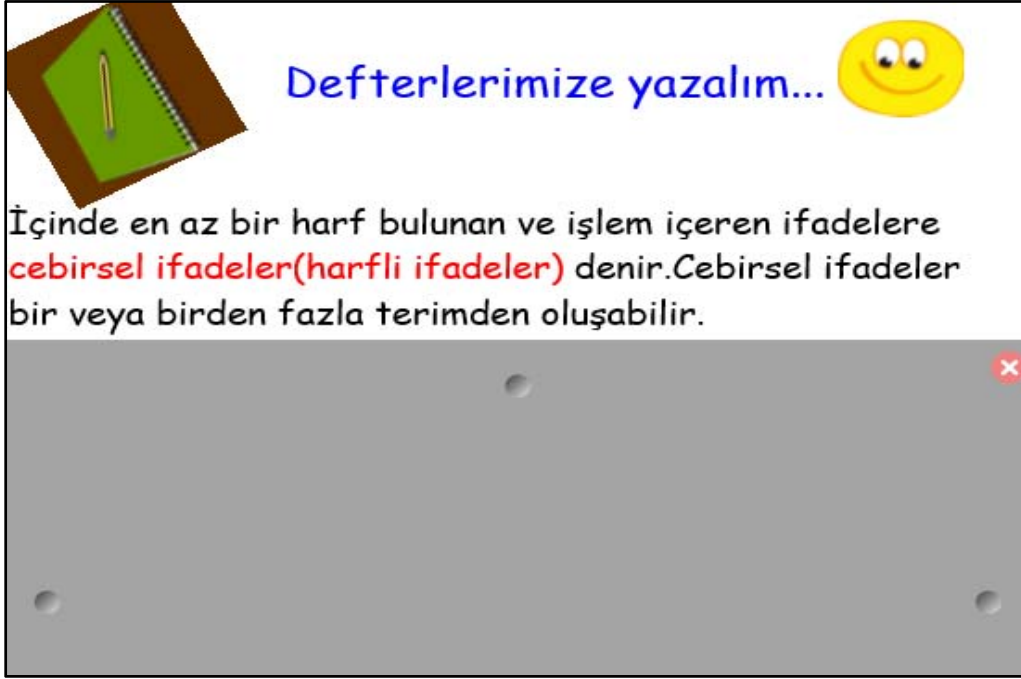 Defterlerimize yazalım...
İçinde en az bir harf bulunan ve işlem içeren ifadelere
cebirsel ifadeler(harfli ifadeler) denir.Cebirsel ifadeler
bir veya birden fazla terimden oluşabilir.